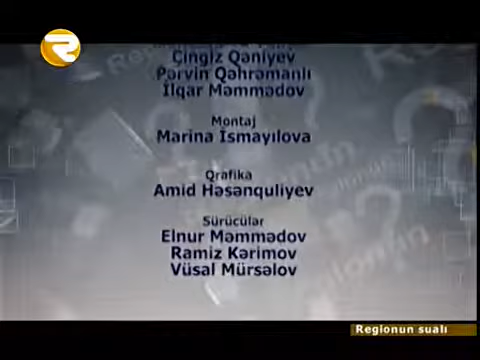 Çingiz Qəniyev
Pərvin Qəhrəmanlı
İlqar Məmmədov
Montaj
Marina İsmayılova
Qrafika
Amid Həsənquliyev
Sürücülər
Elnur Məmmədov
Ramiz Kərimov
Vüsal Mürsəlov
Regionun sualı